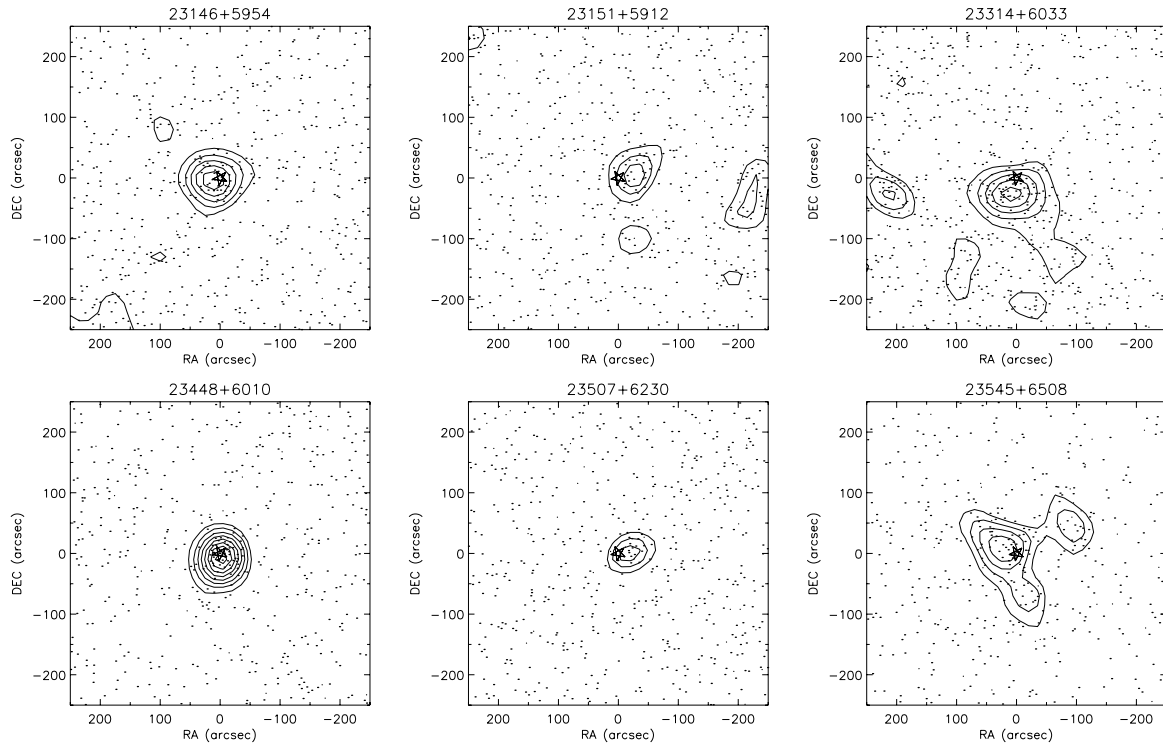 23146+5954 23151+5912 23314+6033
200 200 200
100 100 100
DEC (arcsec) 0 DEC (arcsec) 0 DEC (arcsec) 0
−100 −100 −100
−200 −200 −200
200 100 0 −100 −200 200 100 0 −100 −200 200 100 0 −100 −200
RA (arcsec) RA (arcsec) RA (arcsec)
23448+6010 23507+6230 23545+6508
200 200 200
100 100 100
DEC (arcsec) 0 DEC (arcsec) 0 DEC (arcsec) 0
−100 −100 −100
−200 −200 −200
200 100 0 −100 −200 200 100 0 −100 −200 200 100 0 −100 −200
RA (arcsec) RA (arcsec) RA (arcsec)